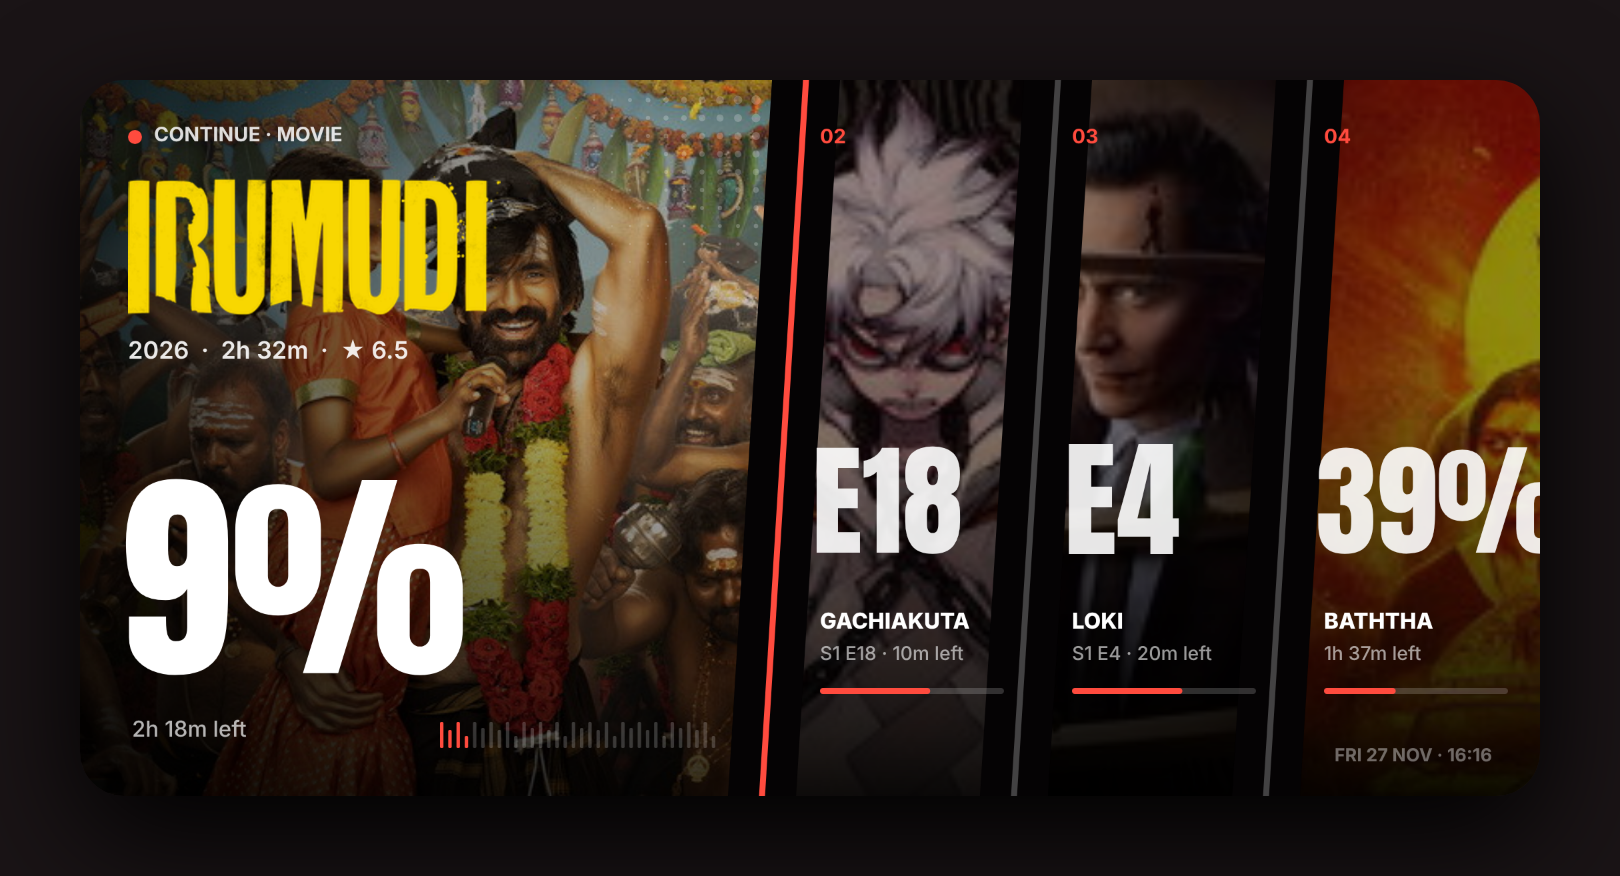 CONTINUE · MOVIE
IRUMUDI
2026 · 2h 32m · ★ 6.5
9%
2h 18m left
02
E18
GACHIAKUTA
S1 E18 · 10m left
03
E4
LOKI
S1 E4 · 20m left
04
39%
BATHTHA
1h 37m left
FRI 27 NOV · 16:16